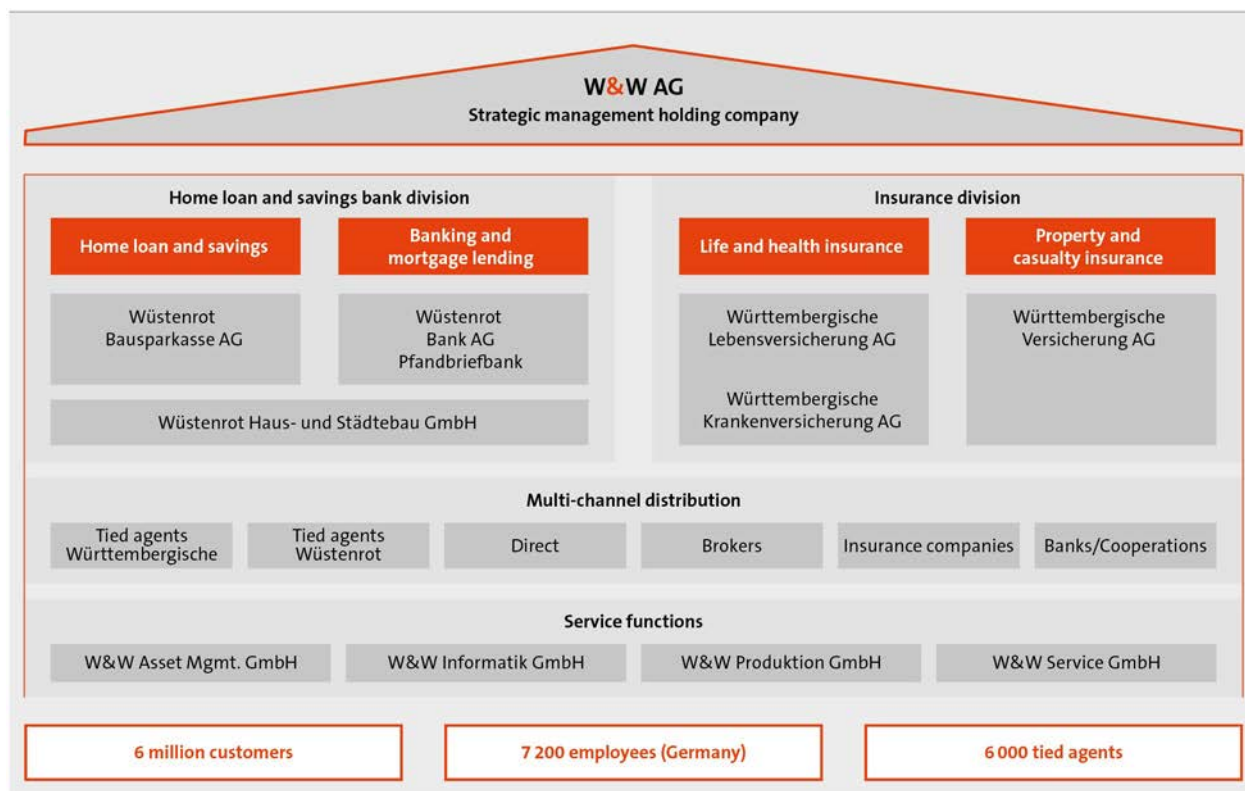 W&W AG
Strategic management holding company
Home loan and savings bank division
Home loan and savings
Banking and
mortgage lending
Wüstenrot
Bausparkasse AG
Wüstenrot
Bank AG
Pfandbriefbank
Wüstenrot Haus- und Städtebau GmbH
Insurance division
Life and health insurance
Property and
casualty insurance
Württembergische
Lebensversicherung AG
Württembergische
Krankenversicherung AG
Württembergische
Versicherung AG
Multi-channel distribution
Tied agents
Württembergische
Tied agents
Wüstenrot
Direct
Brokers
Insurance companies
Banks/Cooperations
Service functions
W&W Asset Mgmt. GmbH
W&W Informatik GmbH
W&W Produktion GmbH
W&W Service GmbH
6 million customers
7 200 employees (Germany)
6 000 tied agents